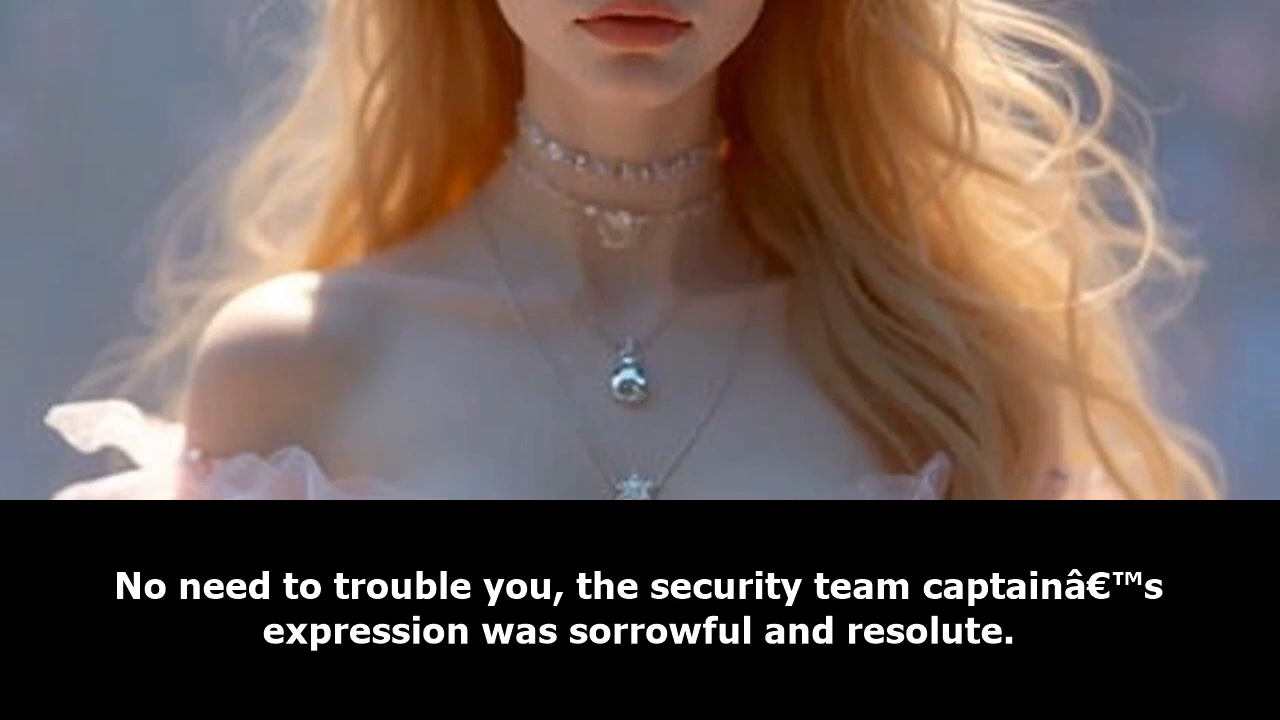 No need to trouble you, the security team captainâ€™s
expression was sorrowful and resolute.